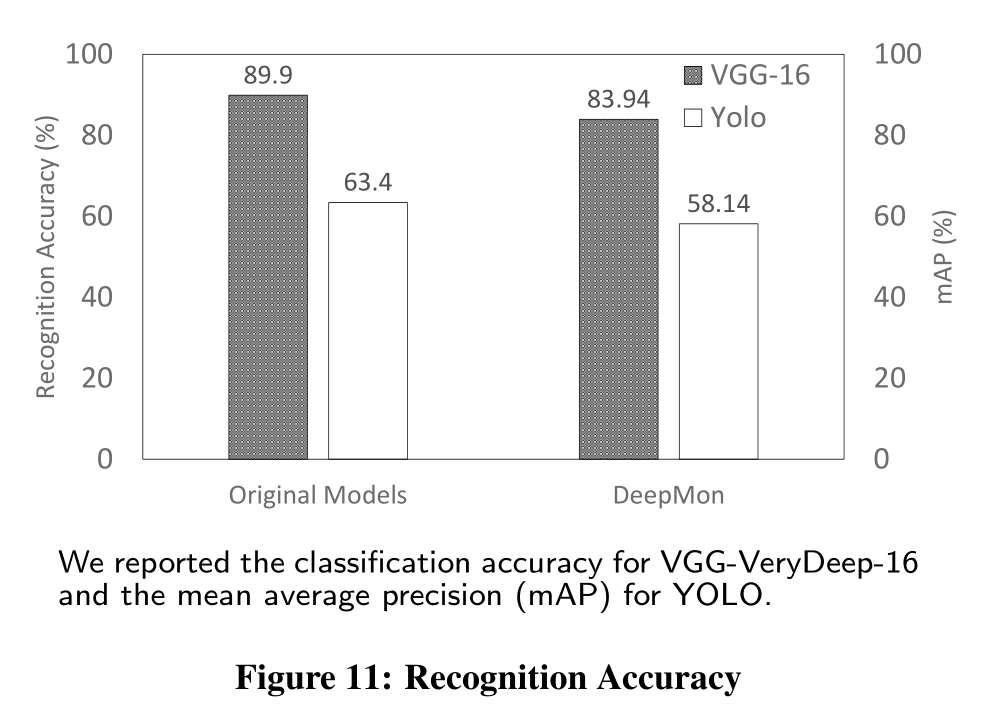 100
80
60
40
20
0
Recognition Accuracy (%)
89.9
63.4
83.94
58.14
VGG-16
Yolo
100
80
60
40
20
0
mAP (%)
Original Models
DeepMon
We reported the classification accuracy for VGG-VeryDeep-16
and the mean average precision (mAP) for YOLO.
Figure 11: Recognition Accuracy